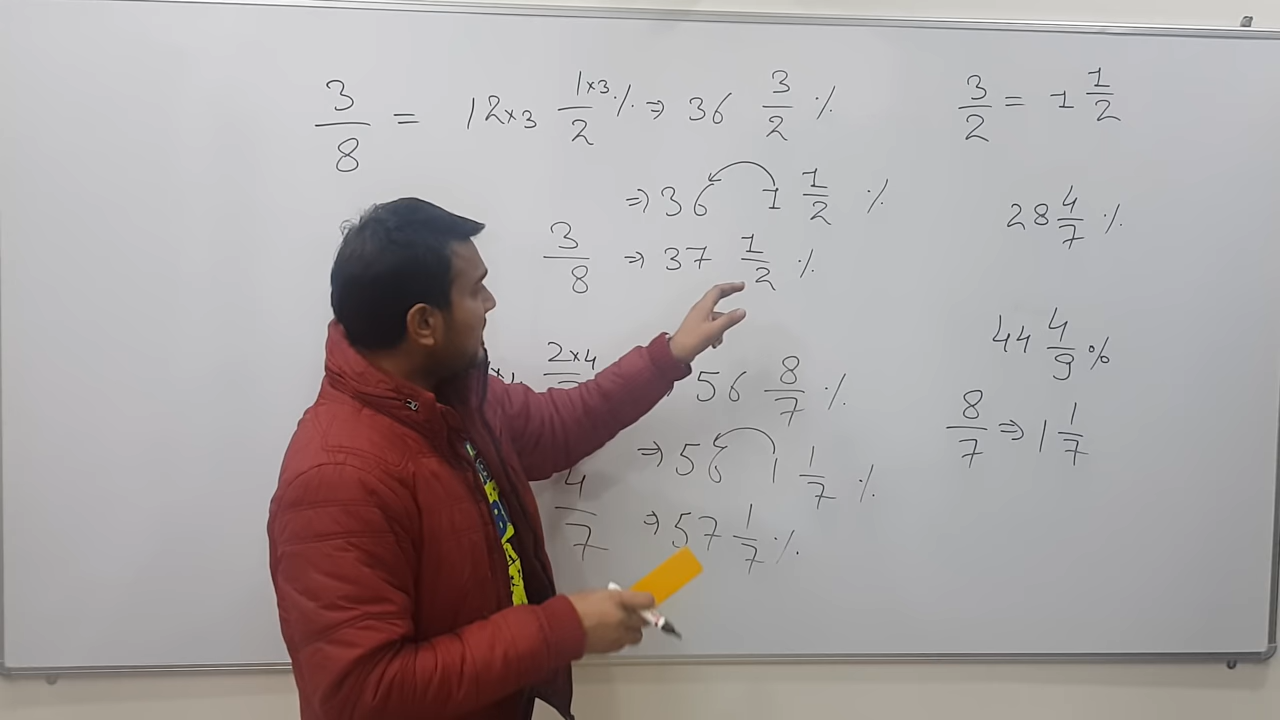 3/8 = 12×3 1×3/2 % ⇒ 36 3/2 %
⇒ 36 1 1/2 %
3/8 ⇒ 37 1/2 %
2×4
56 8/7 %
⇒ 56 1 1/7 %
4/7 ⇒ 57 1/7 %
3/2 = 1 1/2
28 4/7 %
44 4/9 %
8/7 ⇒ 1 1/7